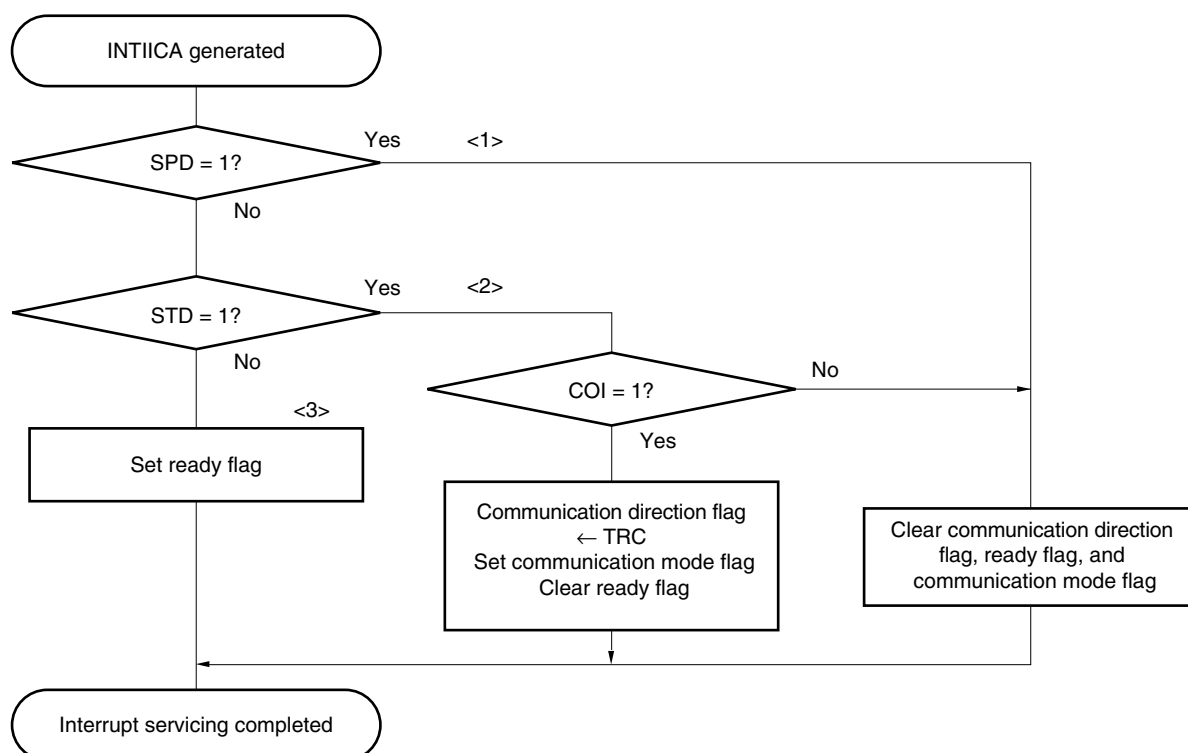 INTIICA generated
Yes
<1>
SPD = 1?
No
Yes
<2>
STD = 1?
No
No
COI = 1?
<3>
Yes
Set ready flag
Communication direction flag
← TRC
Set communication mode flag
Clear ready flag
Clear communication direction
flag, ready flag, and
communication mode flag
Interrupt servicing completed